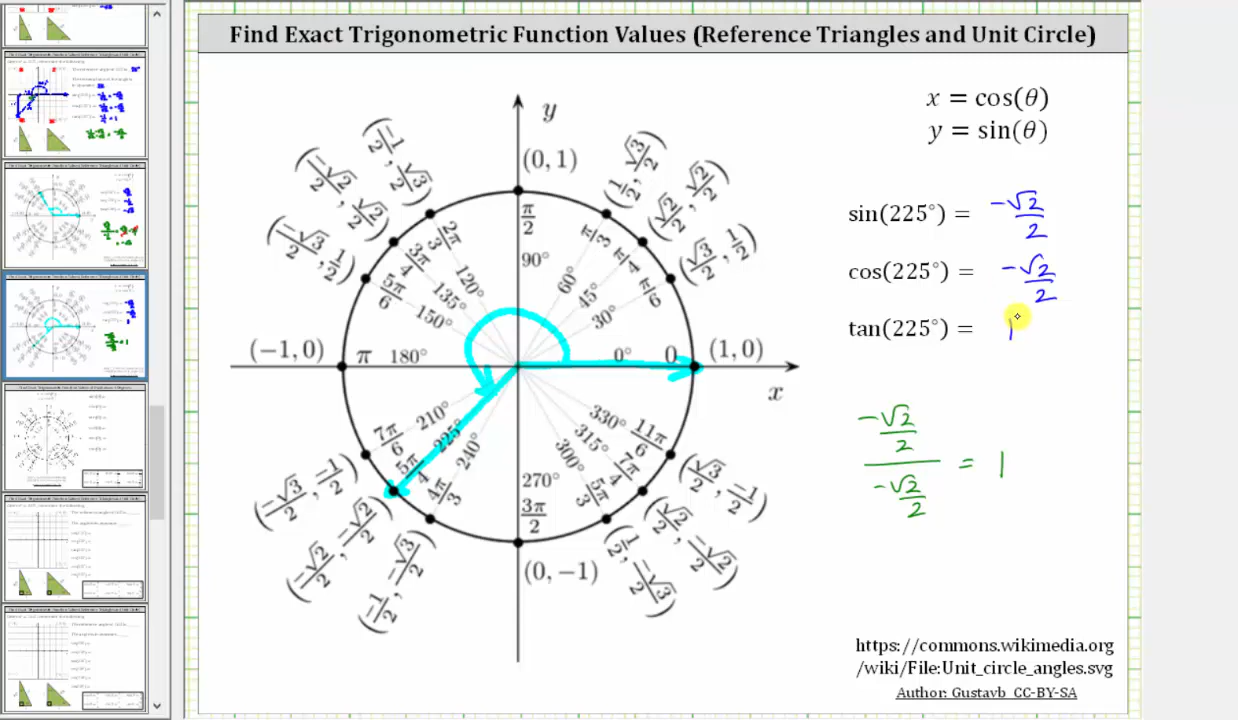 Find Exact Trigonometric Function Values (Reference Triangles and Unit Circle)
x = cos(θ)
y = sin(θ)
sin(225°) = -√2/2
cos(225°) = -√2/2
tan(225°) = 1
(-√2/2)/(-√2/2) = 1
y
x
(0, 1)
π/2
90°
(1/2, √3/2)
π/3
60°
(√2/2, √2/2)
π/4
45°
(√3/2, 1/2)
π/6
30°
(-1/2, √3/2)
2π/3
120°
(-√2/2, √2/2)
3π/4
135°
(-√3/2, 1/2)
5π/6
150°
(-1, 0)
π 180°
0° 0
(1, 0)
7π/6
210°
(-√3/2, -1/2)
5π/4
225°
(-√2/2, -√2/2)
4π/3
240°
(-1/2, -√3/2)
270°
3π/2
(0, -1)
300°
5π/3
(1/2, -√3/2)
315°
7π/4
(√2/2, -√2/2)
330°
11π/6
(√3/2, -1/2)
https://commons.wikimedia.org
/wiki/File:Unit_circle_angles.svg
Author: Gustavb CC-BY-SA